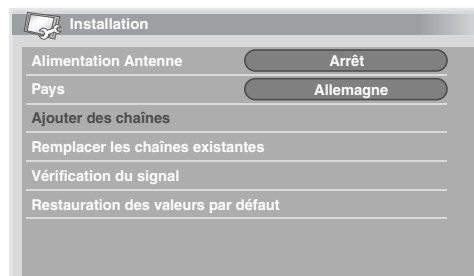 Installation
Alimentation Antenne Arrêt
Pays Allemagne
Ajouter des chaînes
Remplacer les chaînes existantes
Vérification du signal
Restauration des valeurs par défaut